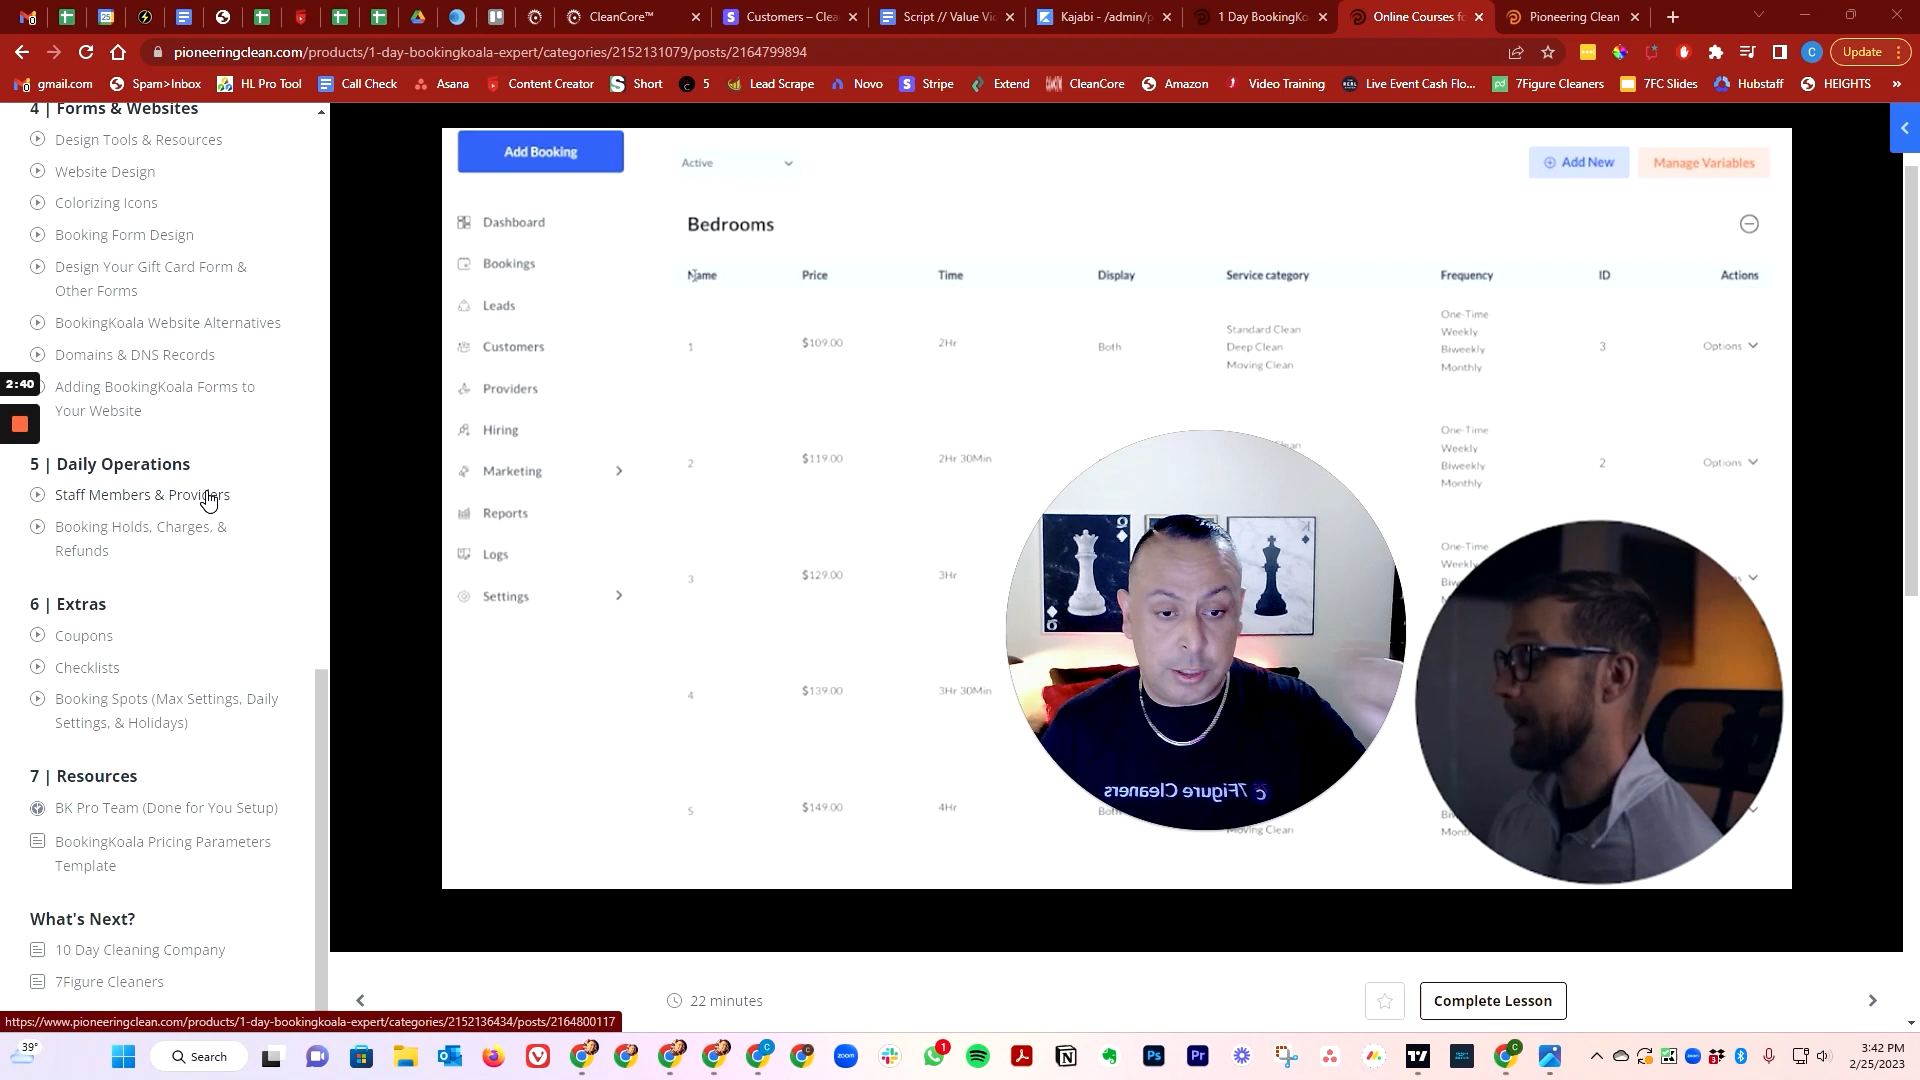 CleanCore™
Customers – Clea
Script // Value Vi
Kajabi - /admin/p
1 Day BookingKo
Online Courses fo
Pioneering Clean
pioneeringclean.com/products/1-day-bookingkoala-expert/categories/2152131079/posts/2164799894
C
Update
gmail.com
Spam>Inbox
HL Pro Tool
Call Check
Asana
Content Creator
Short
5
Lead Scrape
Novo
Stripe
Extend
CleanCore
Amazon
Video Training
Live Event Cash Flo...
7Figure Cleaners
7FC Slides
Hubstaff
HEIGHTS
»
4 | Forms & Websites
Design Tools & Resources
Website Design
Colorizing Icons
Booking Form Design
Design Your Gift Card Form &
Other Forms
BookingKoala Website Alternatives
Domains & DNS Records
Adding BookingKoala Forms to
Your Website
2:40
5 | Daily Operations
Staff Members & Providers
Booking Holds, Charges, &
Refunds
6 | Extras
Coupons
Checklists
Booking Spots (Max Settings, Daily
Settings, & Holidays)
7 | Resources
BK Pro Team (Done for You Setup)
BookingKoala Pricing Parameters
Template
What's Next?
10 Day Cleaning Company
7Figure Cleaners
Add Booking
Dashboard
Bookings
Leads
Customers
Providers
Hiring
Marketing
Reports
Logs
Settings
Active
Add New
Manage Variables
Bedrooms
Name Price Time Display Service category Frequency ID Actions
1 $109.00 2Hr Both
Standard Clean
Deep Clean
Moving Clean
One-Time
Weekly
Biweekly
Monthly
3 Options
2 $119.00 2Hr 30Min
One-Time
Weekly
Biweekly
Monthly
2 Options
3 $129.00 3Hr
One-Time
4 $139.00 3Hr 30Min
5 $149.00 4Hr
Moving Clean
7Figure Cleaners
22 minutes
Complete Lesson
https://www.pioneeringclean.com/products/1-day-bookingkoala-expert/categories/2152136434/posts/2164800117
39°
Search
zoom
1
Ps
Pr
3:42 PM
2/25/2023